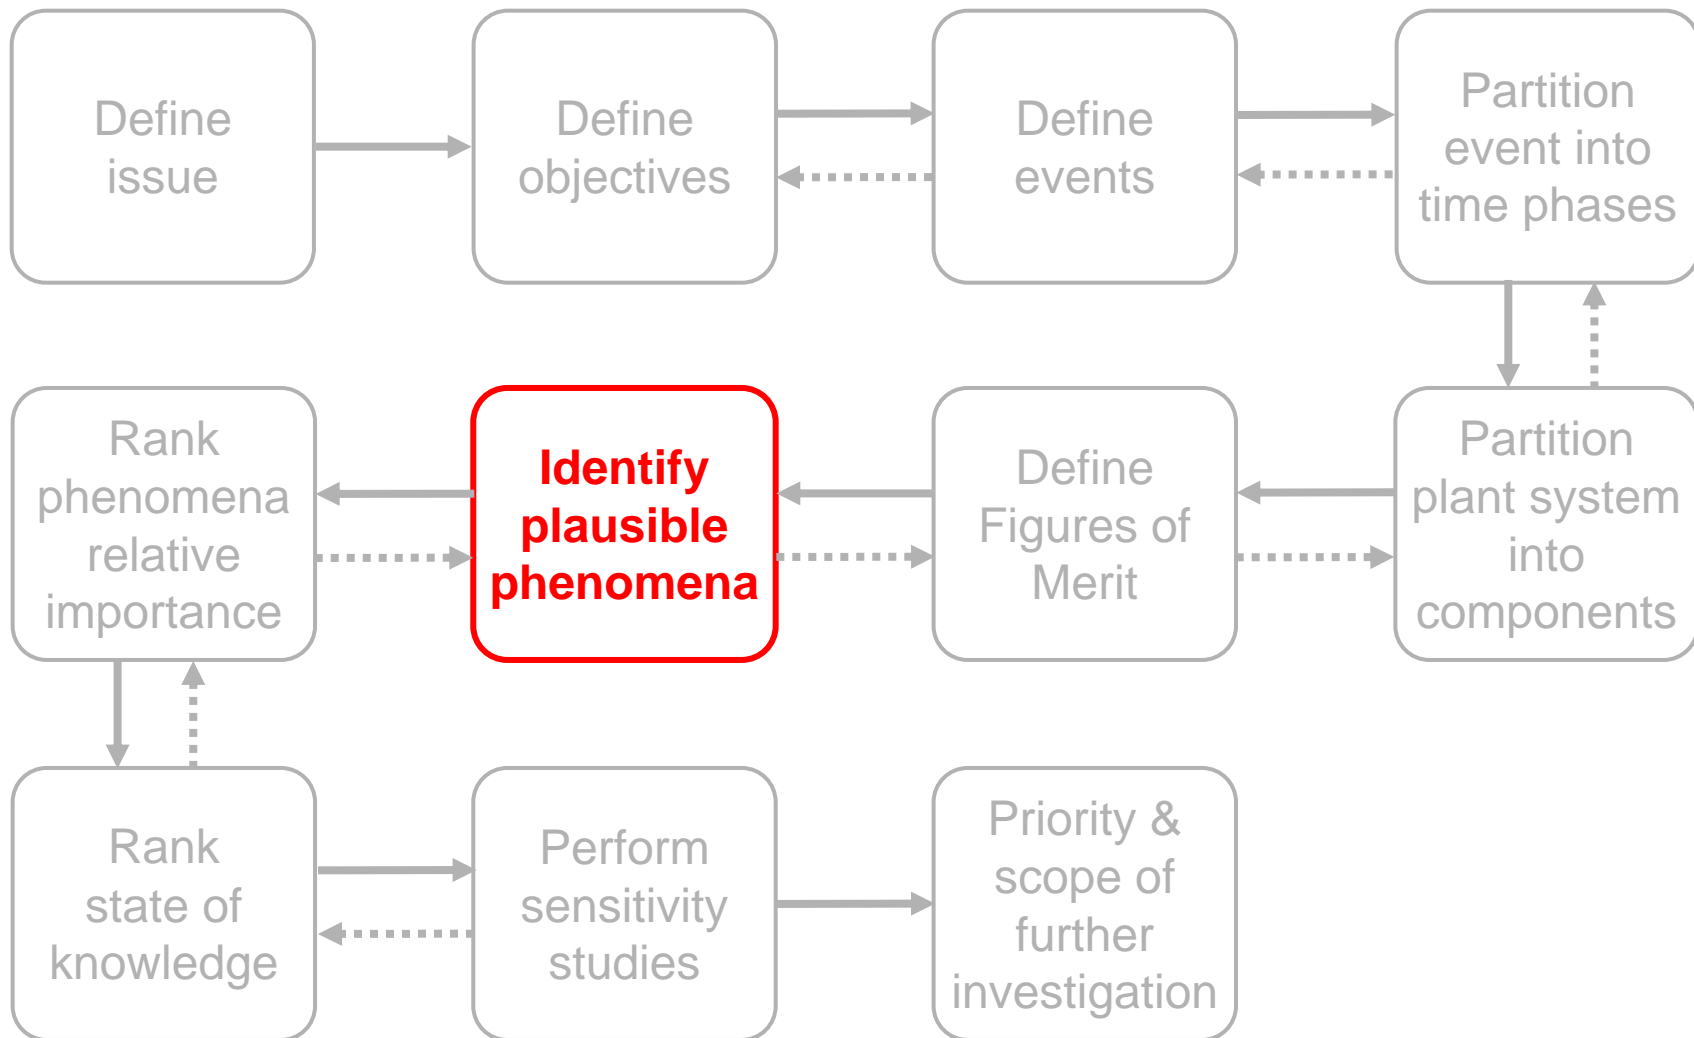 Define
issue
Define
objectives
Define
events
Partition
event into
time phases
Rank
phenomena
relative
importance
Identify
plausible
phenomena
Define
Figures of
Merit
Partition
plant system
into
components
Rank
state of
knowledge
Perform
sensitivity
studies
Priority &
scope of
further
investigation